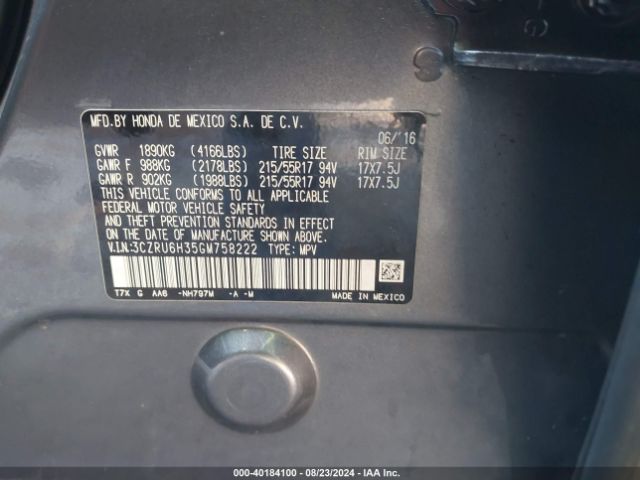 MFD.BY HONDA DE MEXICO S.A. DE C.V.
06/'16
GVWR 1890KG (4166LBS) TIRE SIZE RIM SIZE
GAWR F 988KG (2178LBS) 215/55R17 94V 17X7.5J
GAWR R 902KG (1988LBS) 215/55R17 94V 17X7.5J
THIS VEHICLE CONFORMS TO ALL APPLICABLE
FEDERAL MOTOR VEHICLE SAFETY
AND THEFT PREVENTION STANDARDS IN EFFECT
ON THE DATE OF MANUFACTURE SHOWN ABOVE.
V.I.N:3CZRU6H35GM758222 TYPE: MPV
T7X G AA6 -NH797M -A -M
MADE IN MEXICO
000-40184100 - 08/23/2024 - IAA Inc.